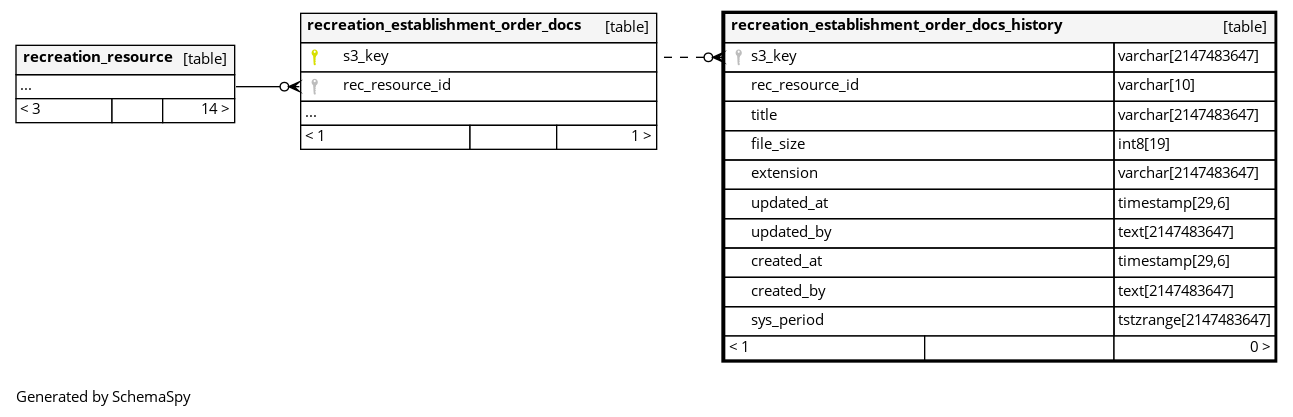 recreation_resource [table]
...
< 3 14 >
recreation_establishment_order_docs [table]
s3_key
rec_resource_id
...
< 1 1 >
recreation_establishment_order_docs_history [table]
s3_key varchar[2147483647]
rec_resource_id varchar[10]
title varchar[2147483647]
file_size int8[19]
extension varchar[2147483647]
updated_at timestamp[29,6]
updated_by text[2147483647]
created_at timestamp[29,6]
created_by text[2147483647]
sys_period tstzrange[2147483647]
< 1 0 >
Generated by SchemaSpy